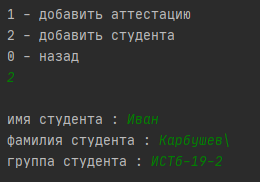 1 - добавить аттестацию
2 - добавить студента
0 - назад
2
имя студента : Иван
фамилия студента : Карбушев\
группа студента : ИСТб-19-2